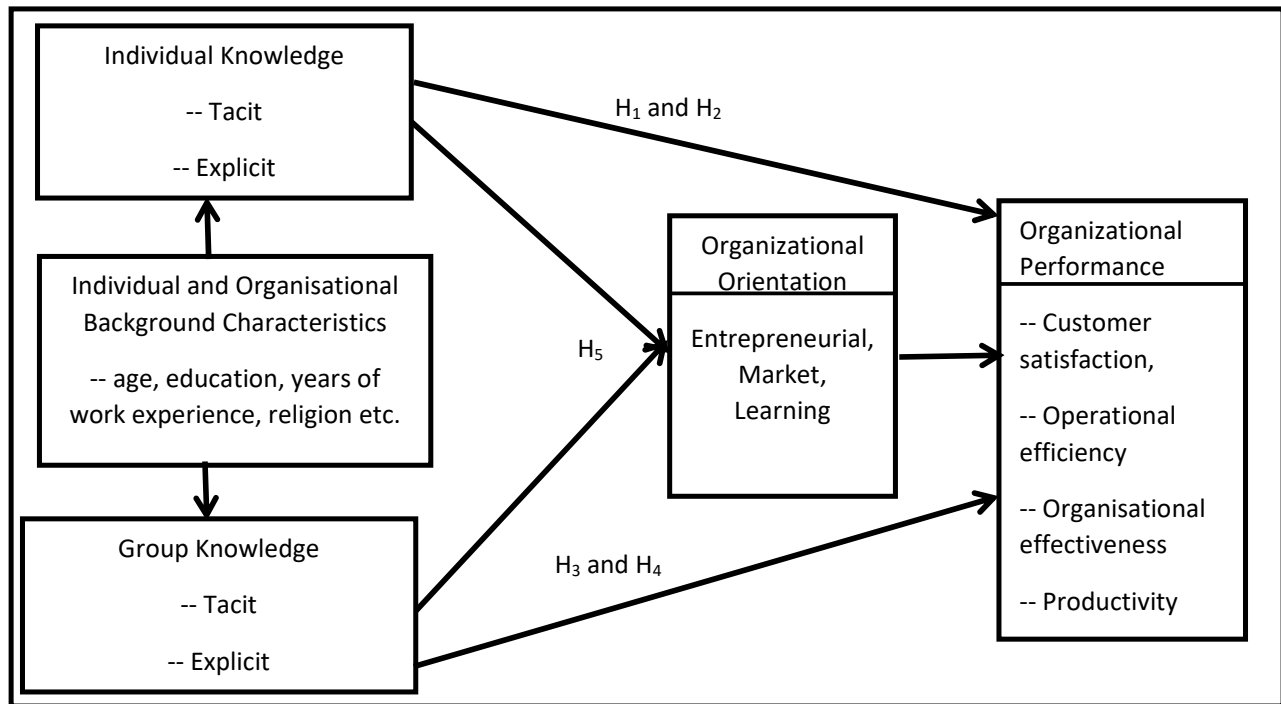 Individual Knowledge
-- Tacit
-- Explicit
H₁ and H₂
Individual and Organisational
Background Characteristics
-- age, education, years of
work experience, religion etc.
H₅
Organizational
Orientation
Entrepreneurial,
Market,
Learning
Organizational
Performance
-- Customer
satisfaction,
-- Operational
efficiency
-- Organisational
effectiveness
-- Productivity
Group Knowledge
-- Tacit
-- Explicit
H₃ and H₄